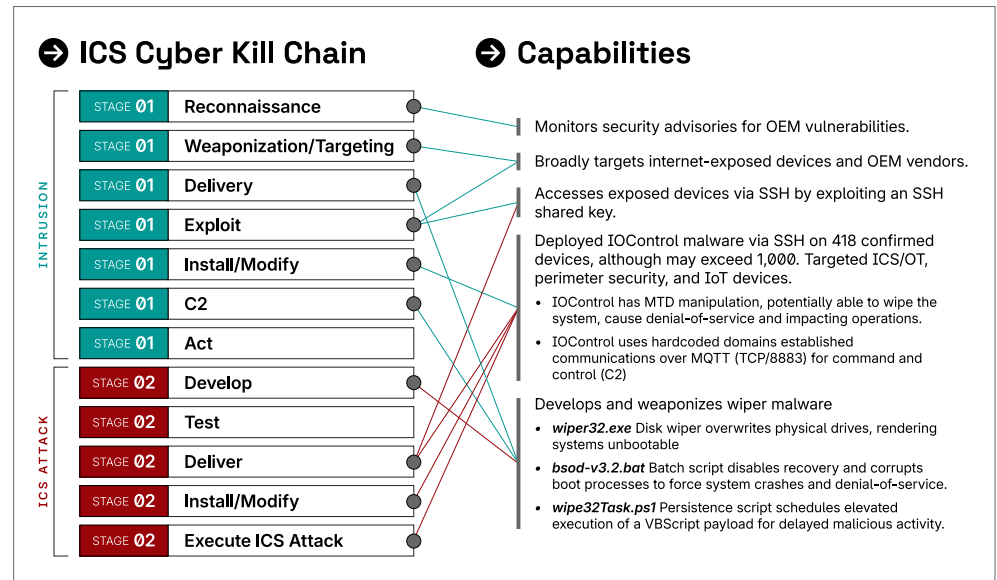 ICS Cyber Kill Chain
INTRUSION
STAGE 01 Reconnaissance
STAGE 01 Weaponization/Targeting
STAGE 01 Delivery
STAGE 01 Exploit
STAGE 01 Install/Modify
STAGE 01 C2
STAGE 01 Act
ICS ATTACK
STAGE 02 Develop
STAGE 02 Test
STAGE 02 Deliver
STAGE 02 Install/Modify
STAGE 02 Execute ICS Attack
Capabilities
Monitors security advisories for OEM vulnerabilities.
Broadly targets internet-exposed devices and OEM vendors.
Accesses exposed devices via SSH by exploiting an SSH
shared key.
Deployed IOControl malware via SSH on 418 confirmed
devices, although may exceed 1,000. Targeted ICS/OT,
perimeter security, and IoT devices.
• IOControl has MTD manipulation, potentially able to wipe the
system, cause denial-of-service and impacting operations.
• IOControl uses hardcoded domains established
communications over MQTT (TCP/8883) for command and
control (C2)
Develops and weaponizes wiper malware
• wiper32.exe Disk wiper overwrites physical drives, rendering
systems unbootable
• bsod-v3.2.bat Batch script disables recovery and corrupts
boot processes to force system crashes and denial-of-service.
• wipe32Task.ps1 Persistence script schedules elevated
execution of a VBScript payload for delayed malicious activity.